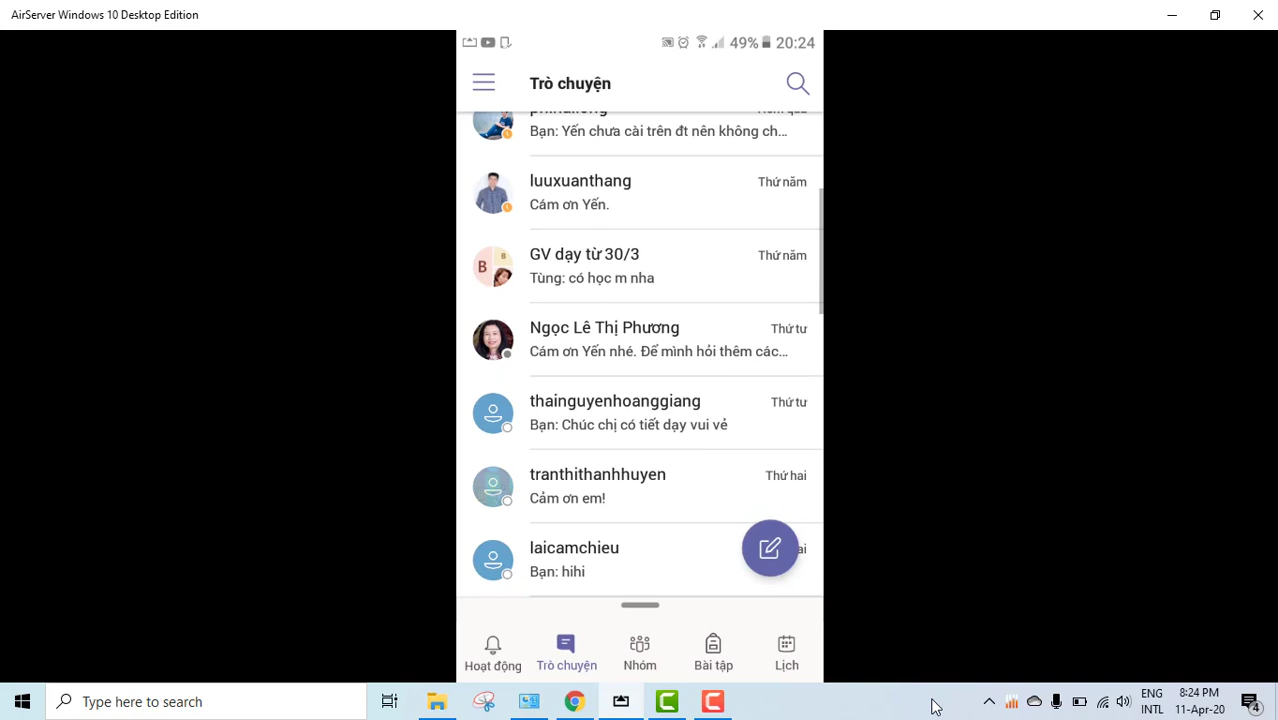 AirServer Windows 10 Desktop Edition
49% 20:24
Trò chuyện
Bạn: Yến chưa cài trên đt nên không ch...
luuxuanthang
Thứ năm
Cám ơn Yến.
B
B
GV dạy từ 30/3
Thứ năm
Tùng: có học m nha
Ngọc Lê Thị Phương
Thứ tư
Cám ơn Yến nhé. Để mình hỏi thêm các...
thainguyenhoanggiang
Thứ tư
Bạn: Chúc chị có tiết dạy vui vẻ
tranthithanhhuyen
Thứ hai
Cảm ơn em!
laicamchieu
Bạn: hihi
Hoạt động
Trò chuyện
Nhóm
Bài tập
Lịch
Type here to search
ENG
INTL
8:24 PM
11-Apr-20
4